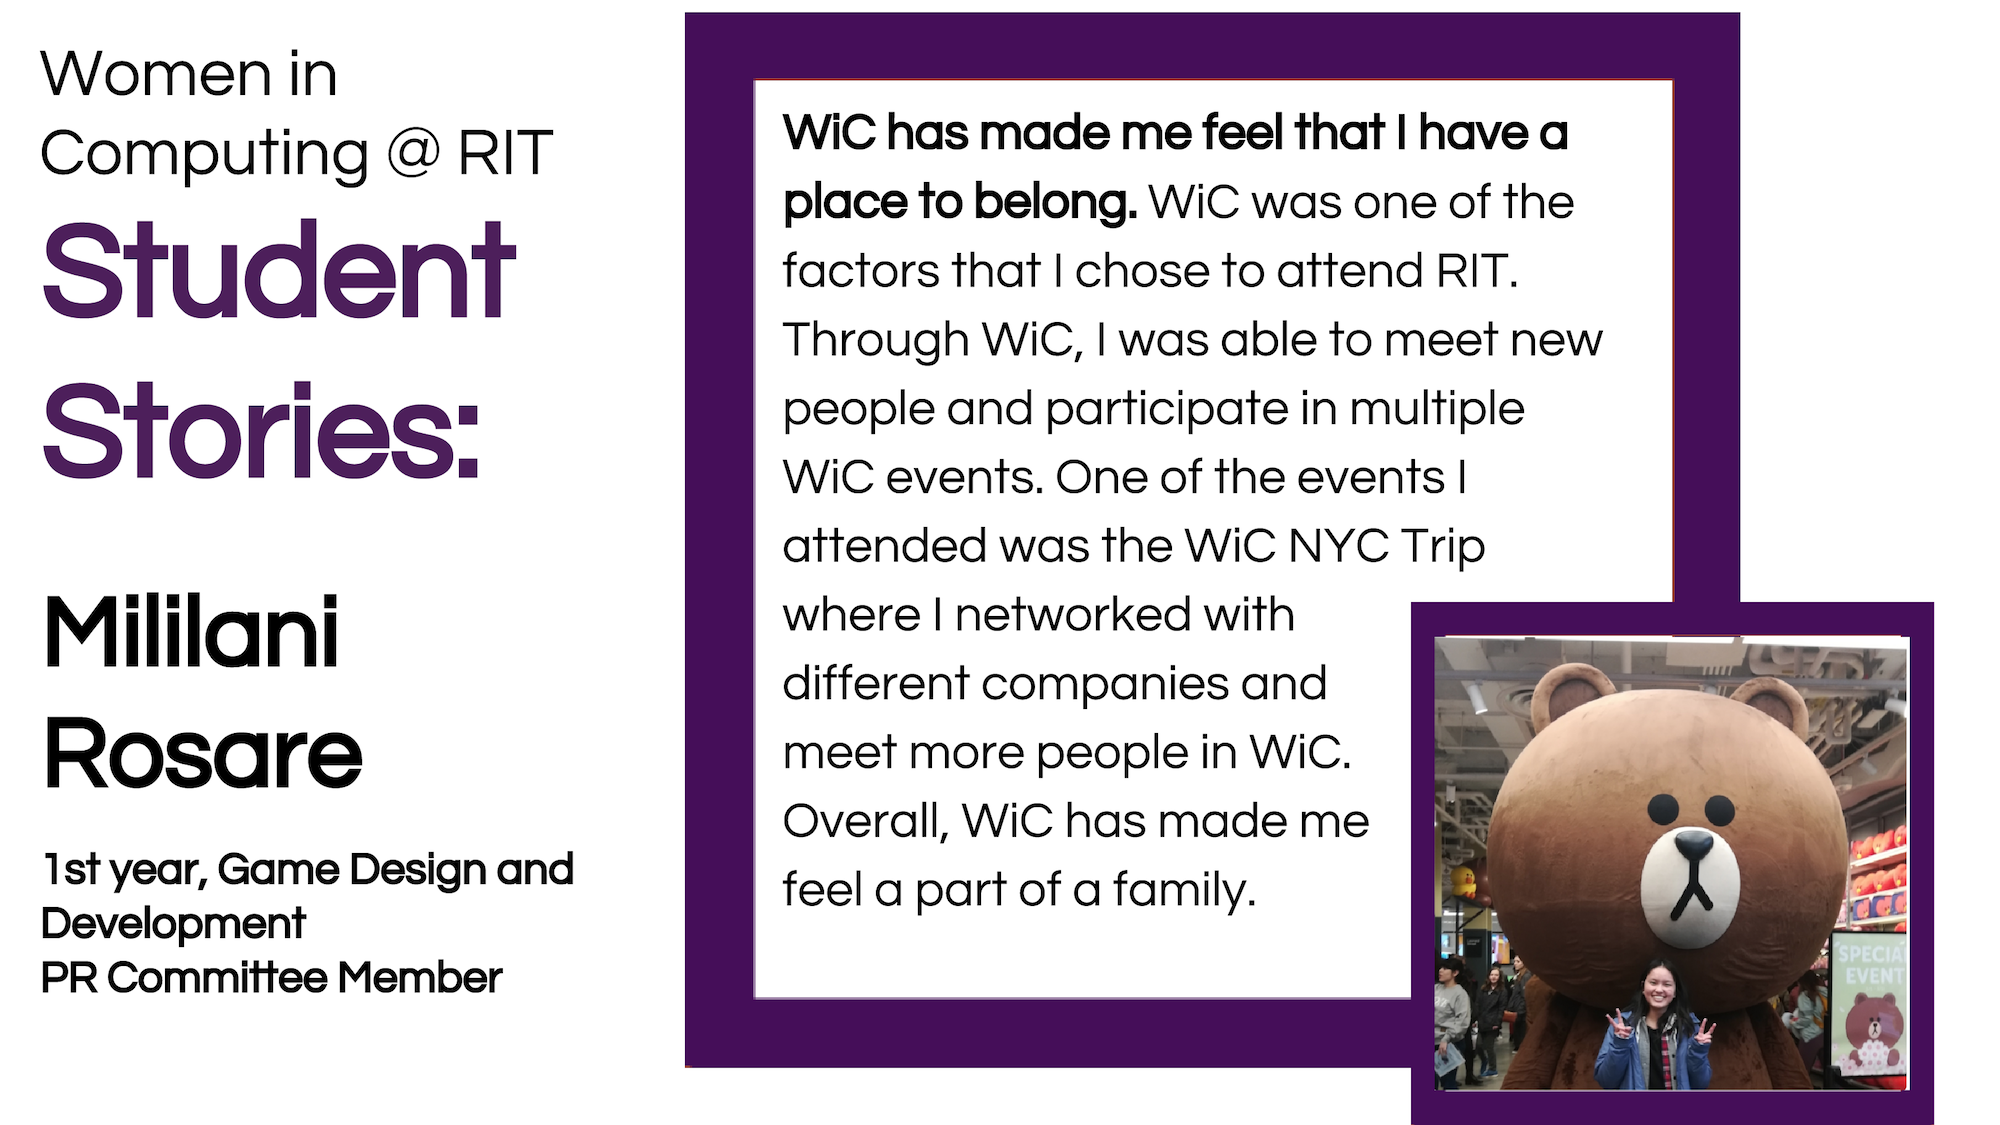 Women in
Computing @ RIT
Student
Stories:
Mililani
Rosare
1st year, Game Design and
Development
PR Committee Member
WiC has made me feel that I have a
place to belong. WiC was one of the
factors that I chose to attend RIT.
Through WiC, I was able to meet new
people and participate in multiple
WiC events. One of the events I
attended was the WiC NYC Trip
where I networked with
different companies and
meet more people in WiC.
Overall, WiC has made me
feel a part of a family.
SPECIA
EVENT